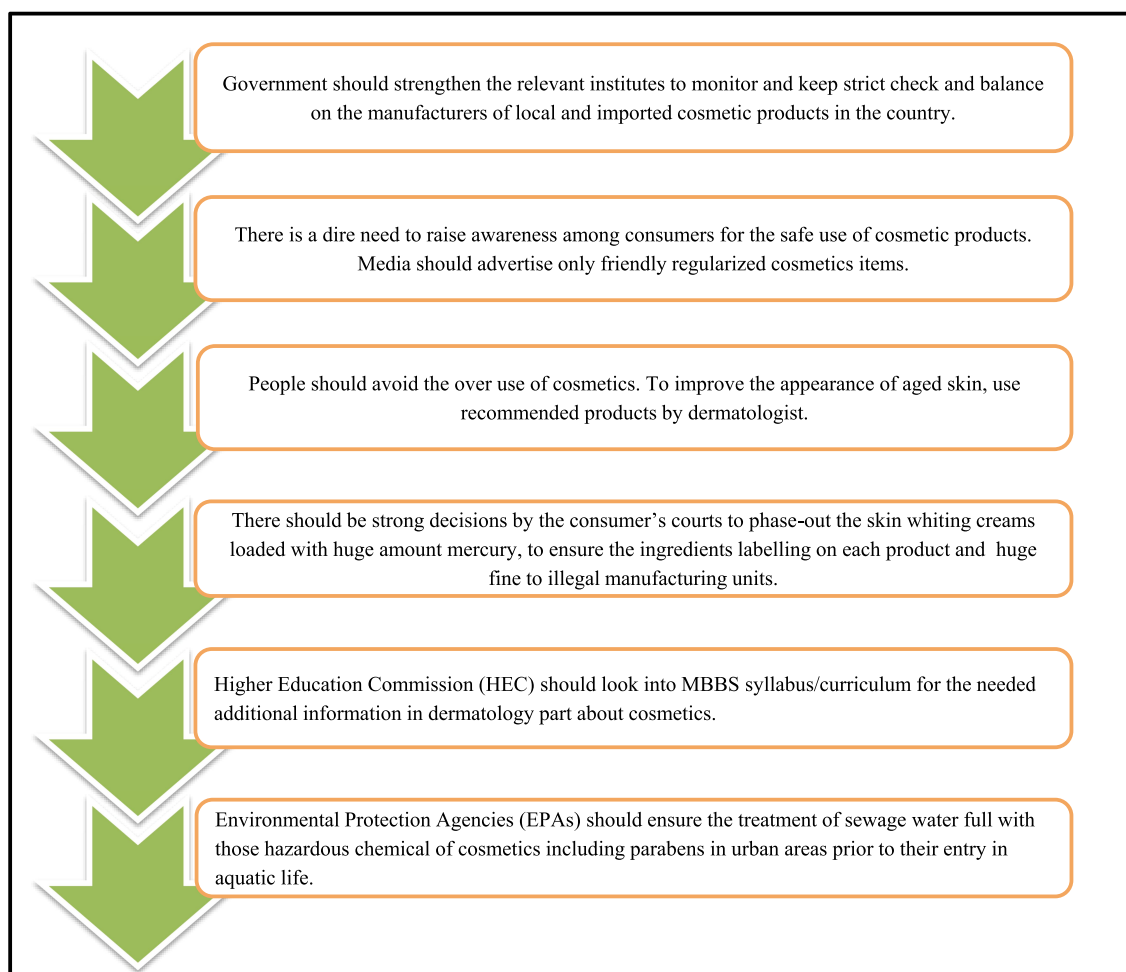 Government should strengthen the relevant institutes to monitor and keep strict check and balance
on the manufacturers of local and imported cosmetic products in the country.
There is a dire need to raise awareness among consumers for the safe use of cosmetic products.
Media should advertise only friendly regularized cosmetics items.
People should avoid the over use of cosmetics. To improve the appearance of aged skin, use
recommended products by dermatologist.
There should be strong decisions by the consumer’s courts to phase-out the skin whiting creams
loaded with huge amount mercury, to ensure the ingredients labelling on each product and huge
fine to illegal manufacturing units.
Higher Education Commission (HEC) should look into MBBS syllabus/curriculum for the needed
additional information in dermatology part about cosmetics.
Environmental Protection Agencies (EPAs) should ensure the treatment of sewage water full with
those hazardous chemical of cosmetics including parabens in urban areas prior to their entry in
aquatic life.